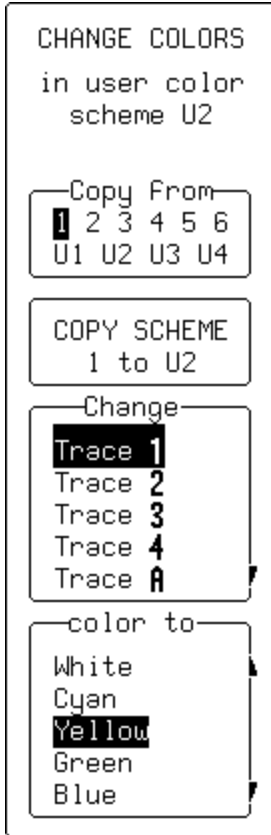 CHANGE COLORS
in user color
scheme U2
Copy From
1 2 3 4 5 6
U1 U2 U3 U4
COPY SCHEME
1 to U2
Change
Trace 1
Trace 2
Trace 3
Trace 4
Trace A
color to
White
Cyan
Yellow
Green
Blue